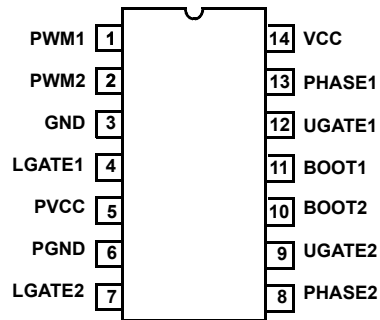 PWM1 1 14 VCC
PWM2 2 13 PHASE1
GND 3 12 UGATE1
LGATE1 4 11 BOOT1
PVCC 5 10 BOOT2
PGND 6 9 UGATE2
LGATE2 7 8 PHASE2